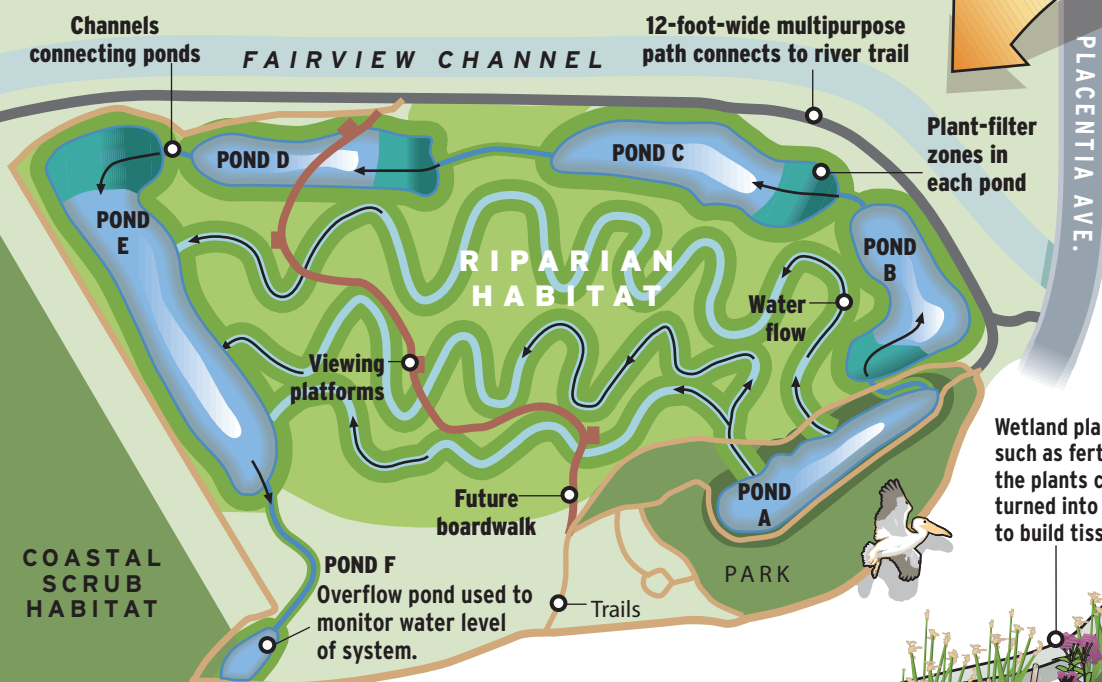 Channels
connecting ponds
FAIRVIEW CHANNEL
12-foot-wide multipurpose
path connects to river trail
PLACENTIA AVE.
Plant-filter
zones in
each pond
POND D
POND C
POND
E
POND
B
RIPARIAN
HABITAT
Water
flow
Viewing
platforms
Wetland pla
such as fert
the plants c
turned into
to build tiss
POND
A
Future
boardwalk
COASTAL
SCRUB
HABITAT
POND F
Overflow pond used to
monitor water level
of system.
PARK
Trails